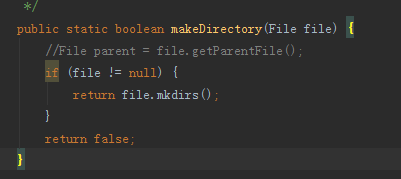 */
public static boolean makeDirectory(File file) {
//File parent = file.getParentFile();
if (file != null) {
return file.mkdirs();
}
return false;
}